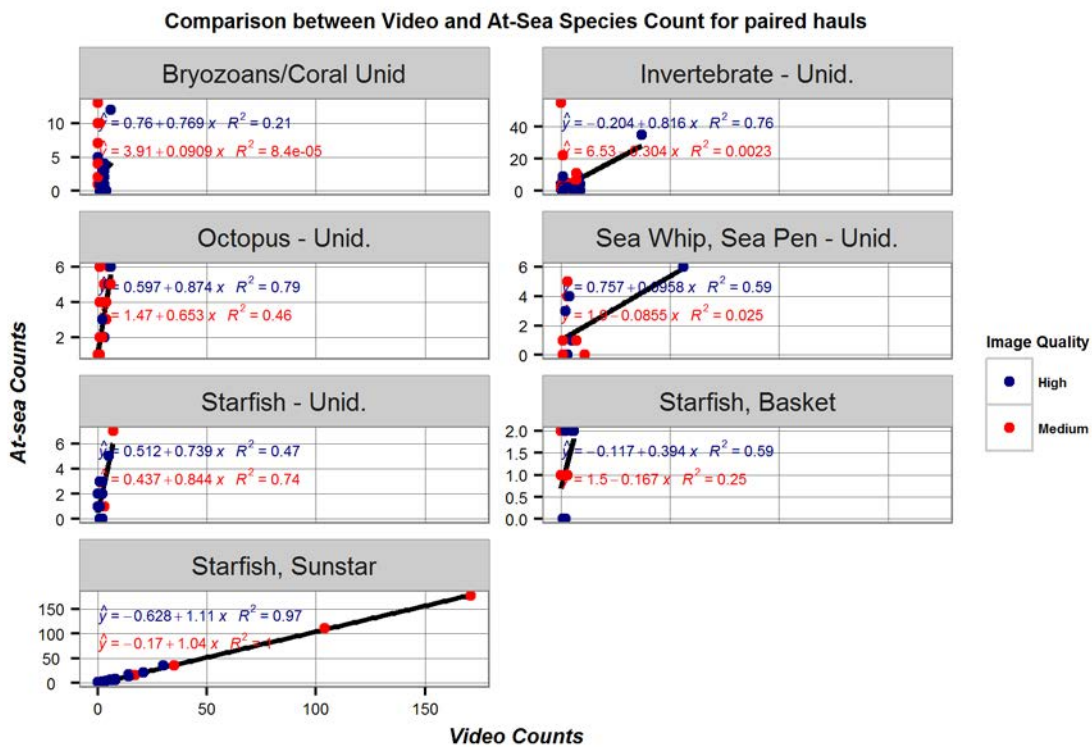 Comparison between Video and At-Sea Species Count for paired hauls
Bryozoans/Coral Unid
Invertebrate - Unid.
10
5
0
ŷ = 0.76 + 0.769 x R² = 0.21
ŷ = 3.91 + 0.0909 x R² = 8.4e-05
40
20
0
ŷ = −0.204 + 0.816 x R² = 0.76
ŷ = 6.53 − 0.304 x R² = 0.0023
Octopus - Unid.
Sea Whip, Sea Pen - Unid.
6
4
2
ŷ = 0.597 + 0.874 x R² = 0.79
ŷ = 1.47 + 0.653 x R² = 0.46
6
4
2
0
ŷ = 0.757 + 0.0958 x R² = 0.59
ŷ = 1.9 − 0.0855 x R² = 0.025
Starfish - Unid.
Starfish, Basket
6
4
2
0
ŷ = 0.512 + 0.739 x R² = 0.47
ŷ = 0.437 + 0.844 x R² = 0.74
2.0
1.5
1.0
0.5
0.0
ŷ = −0.117 + 0.394 x R² = 0.59
ŷ = 1.5 − 0.167 x R² = 0.25
Starfish, Sunstar
150
100
50
0
ŷ = −0.628 + 1.11 x R² = 0.97
ŷ = −0.17 + 1.04 x R² = 1
0 50 100 150
Video Counts
At-sea Counts
Image Quality
High
Medium